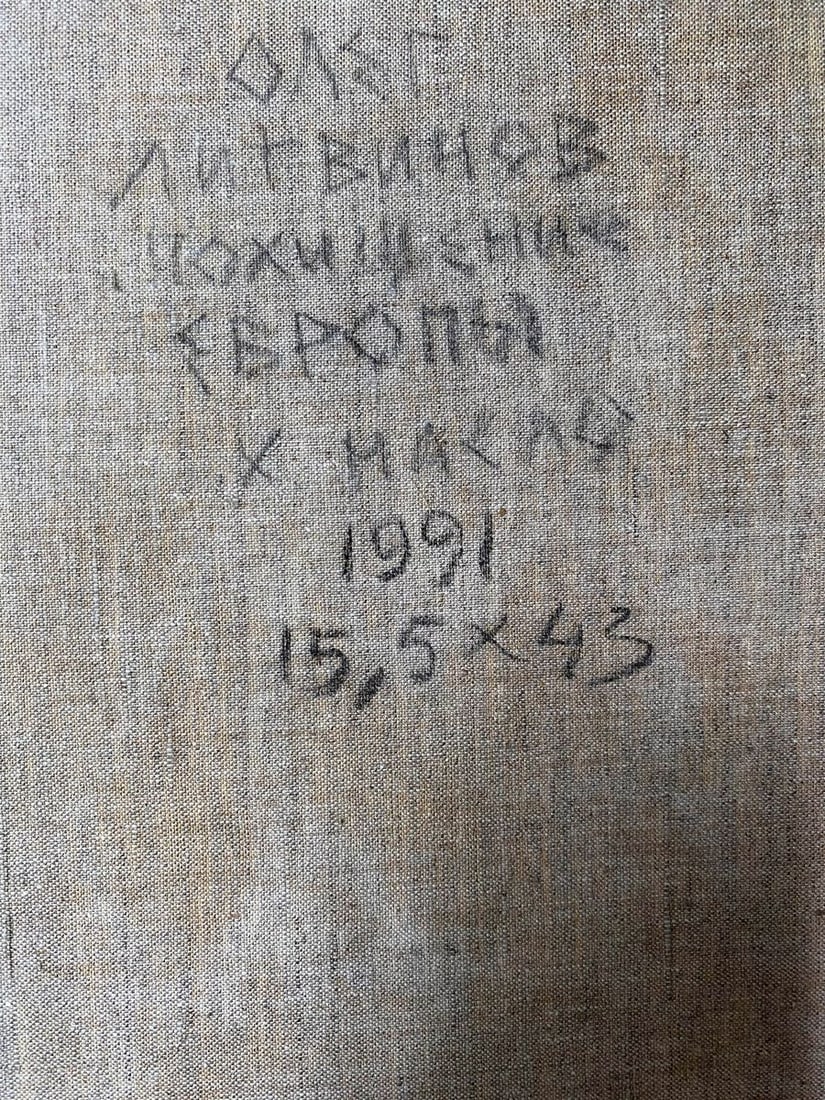 ОЛЕГ
ЛИТВИНОВ
„ПОХИЩЕНИЕ
ЕВРОПЫ
Х. МАСЛО
1991
15,5 x 43